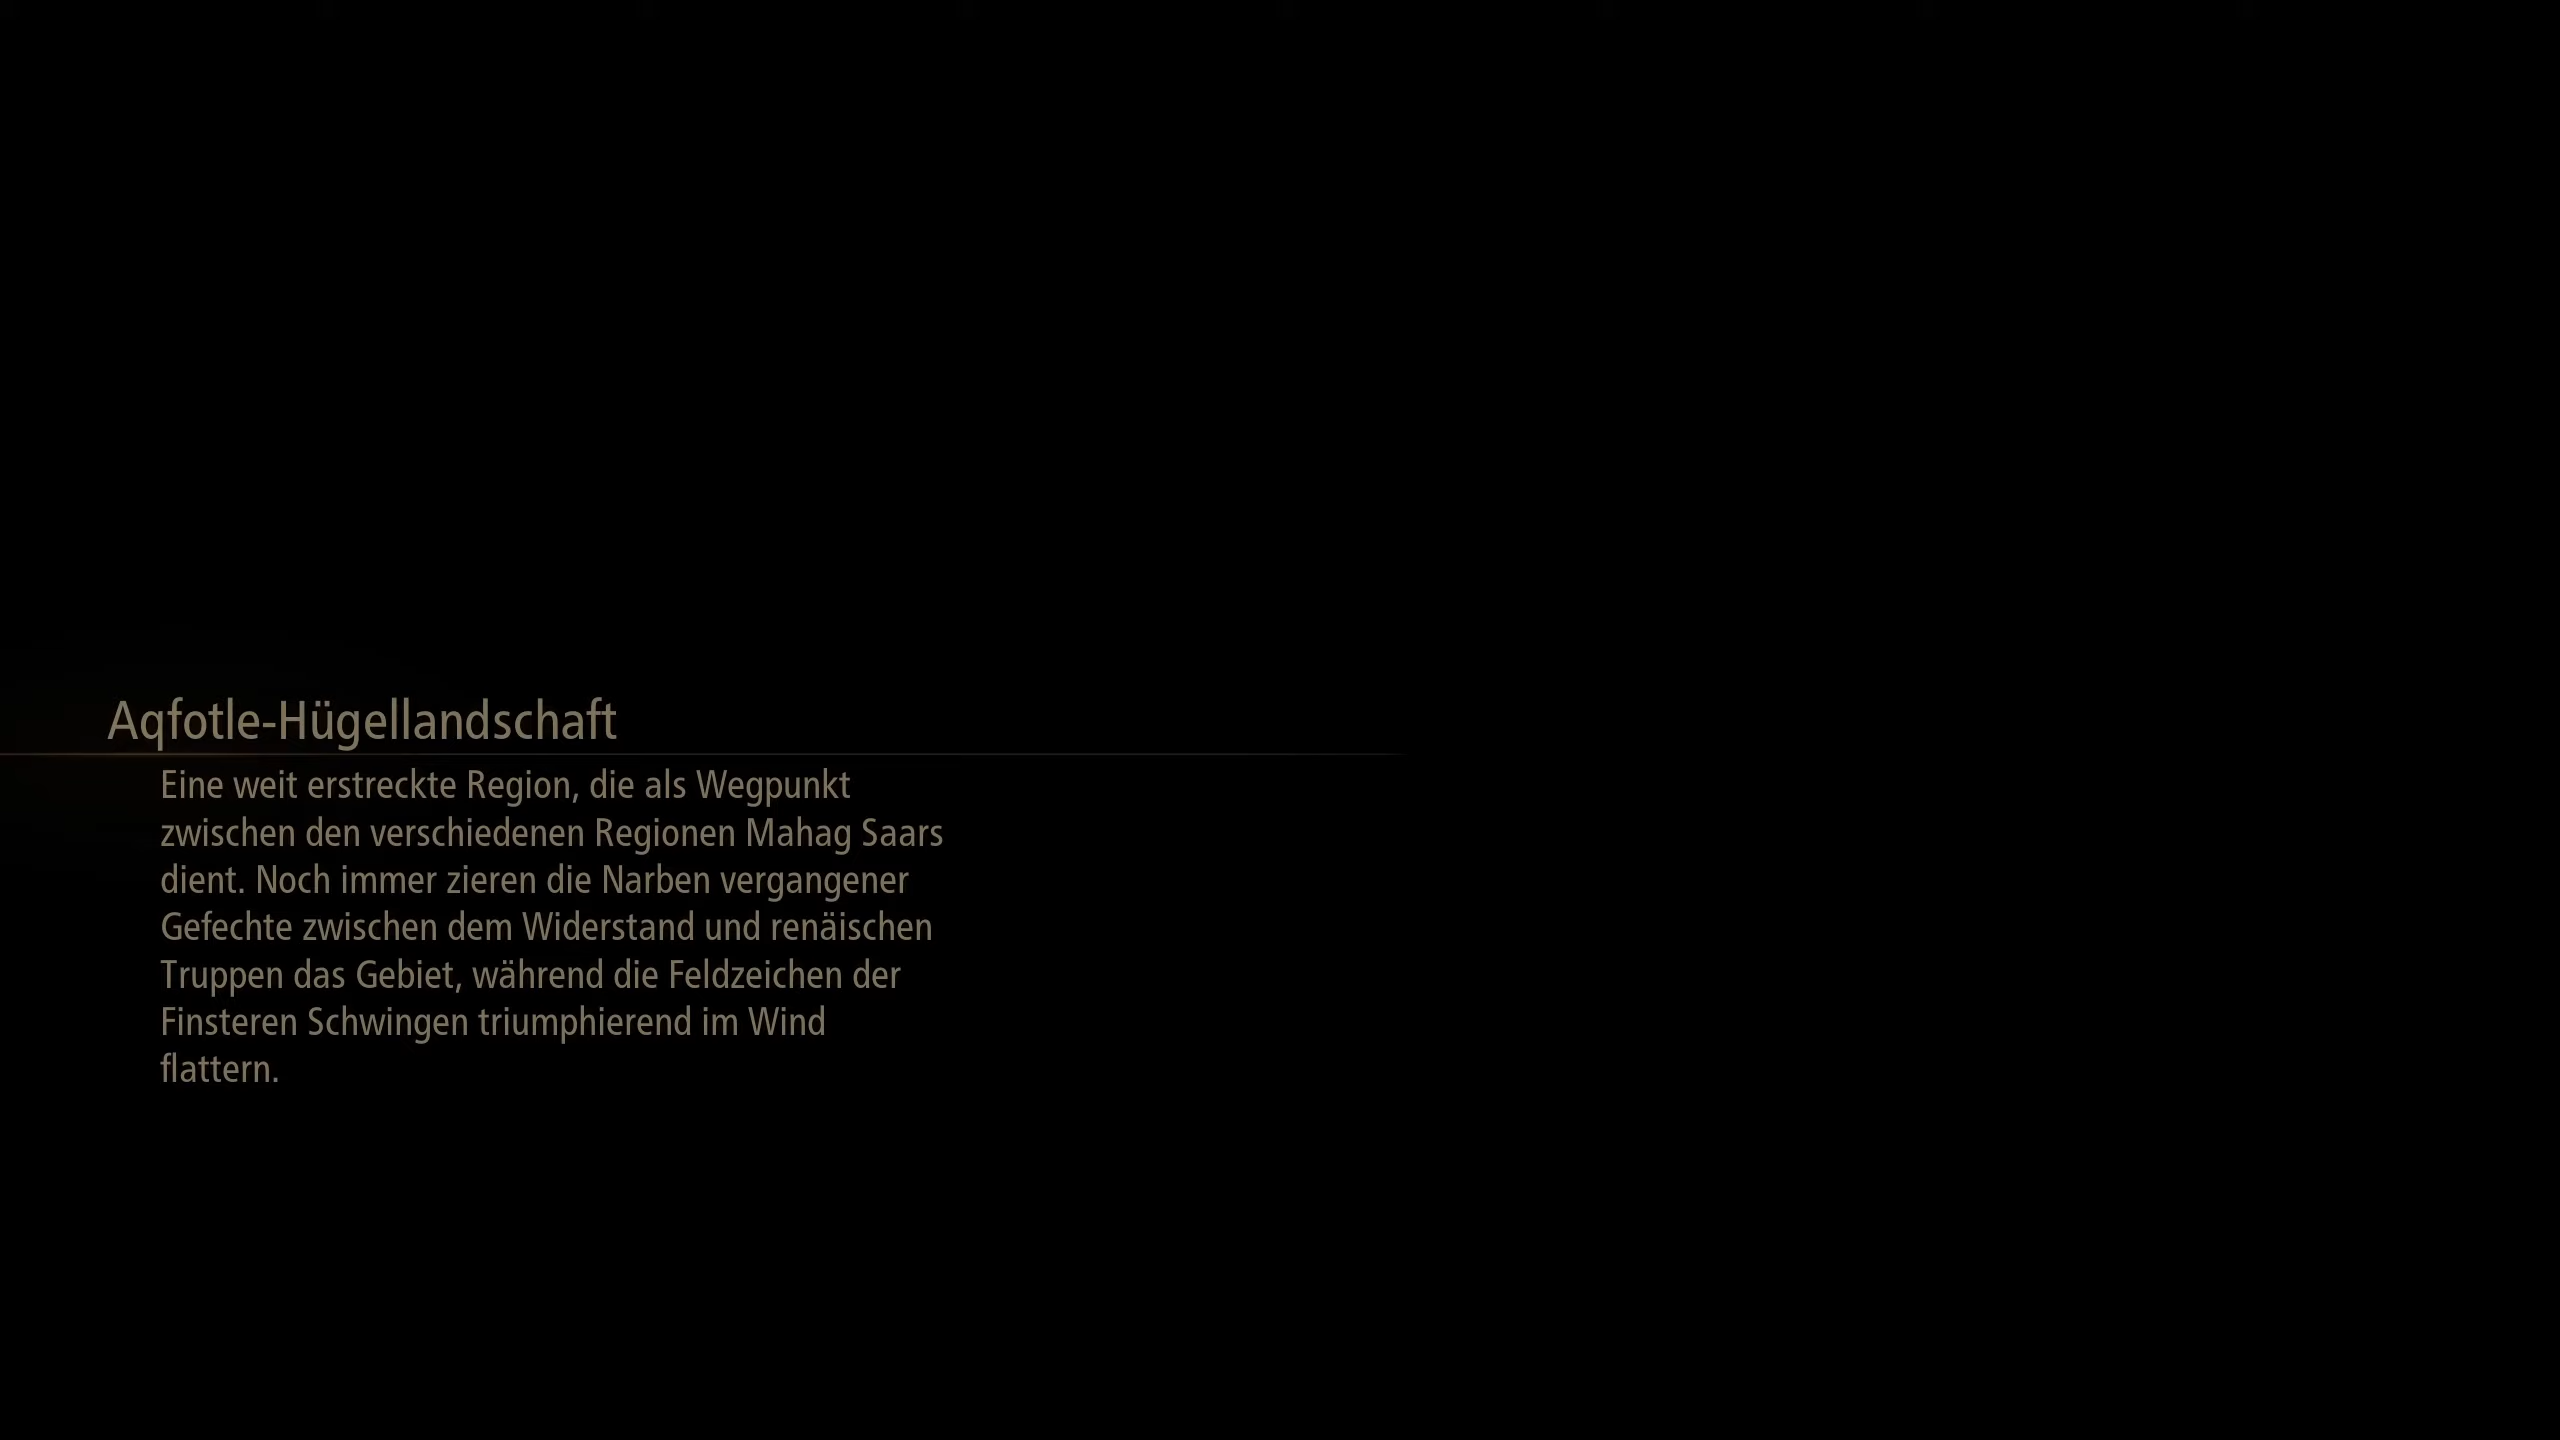 Aqfotle-Hügellandschaft
Eine weit erstreckte Region, die als Wegpunkt
zwischen den verschiedenen Regionen Mahag Saars
dient. Noch immer zieren die Narben vergangener
Gefechte zwischen dem Widerstand und renäischen
Truppen das Gebiet, während die Feldzeichen der
Finsteren Schwingen triumphierend im Wind
flattern.